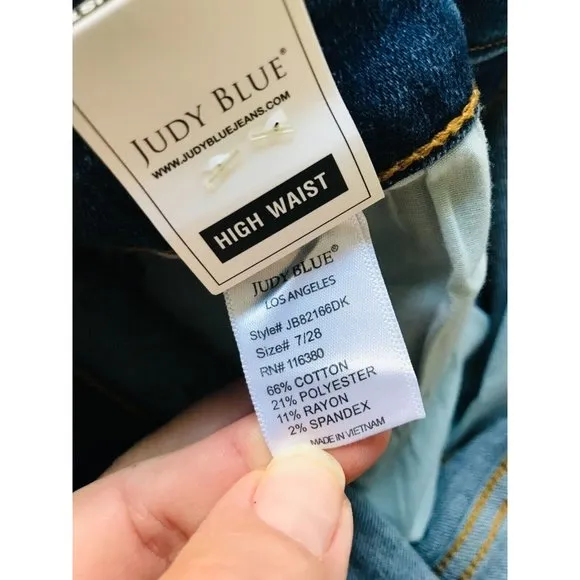 JUDY BLUE®
WWW.JUDYBLUEJEANS.COM
HIGH WAIST
JUDY BLUE®
LOS ANGELES
Style# JB82166DK
Size# 7/28
RN# 116380
66% COTTON
21% POLYESTER
11% RAYON
2% SPANDEX
MADE IN VIETNAM